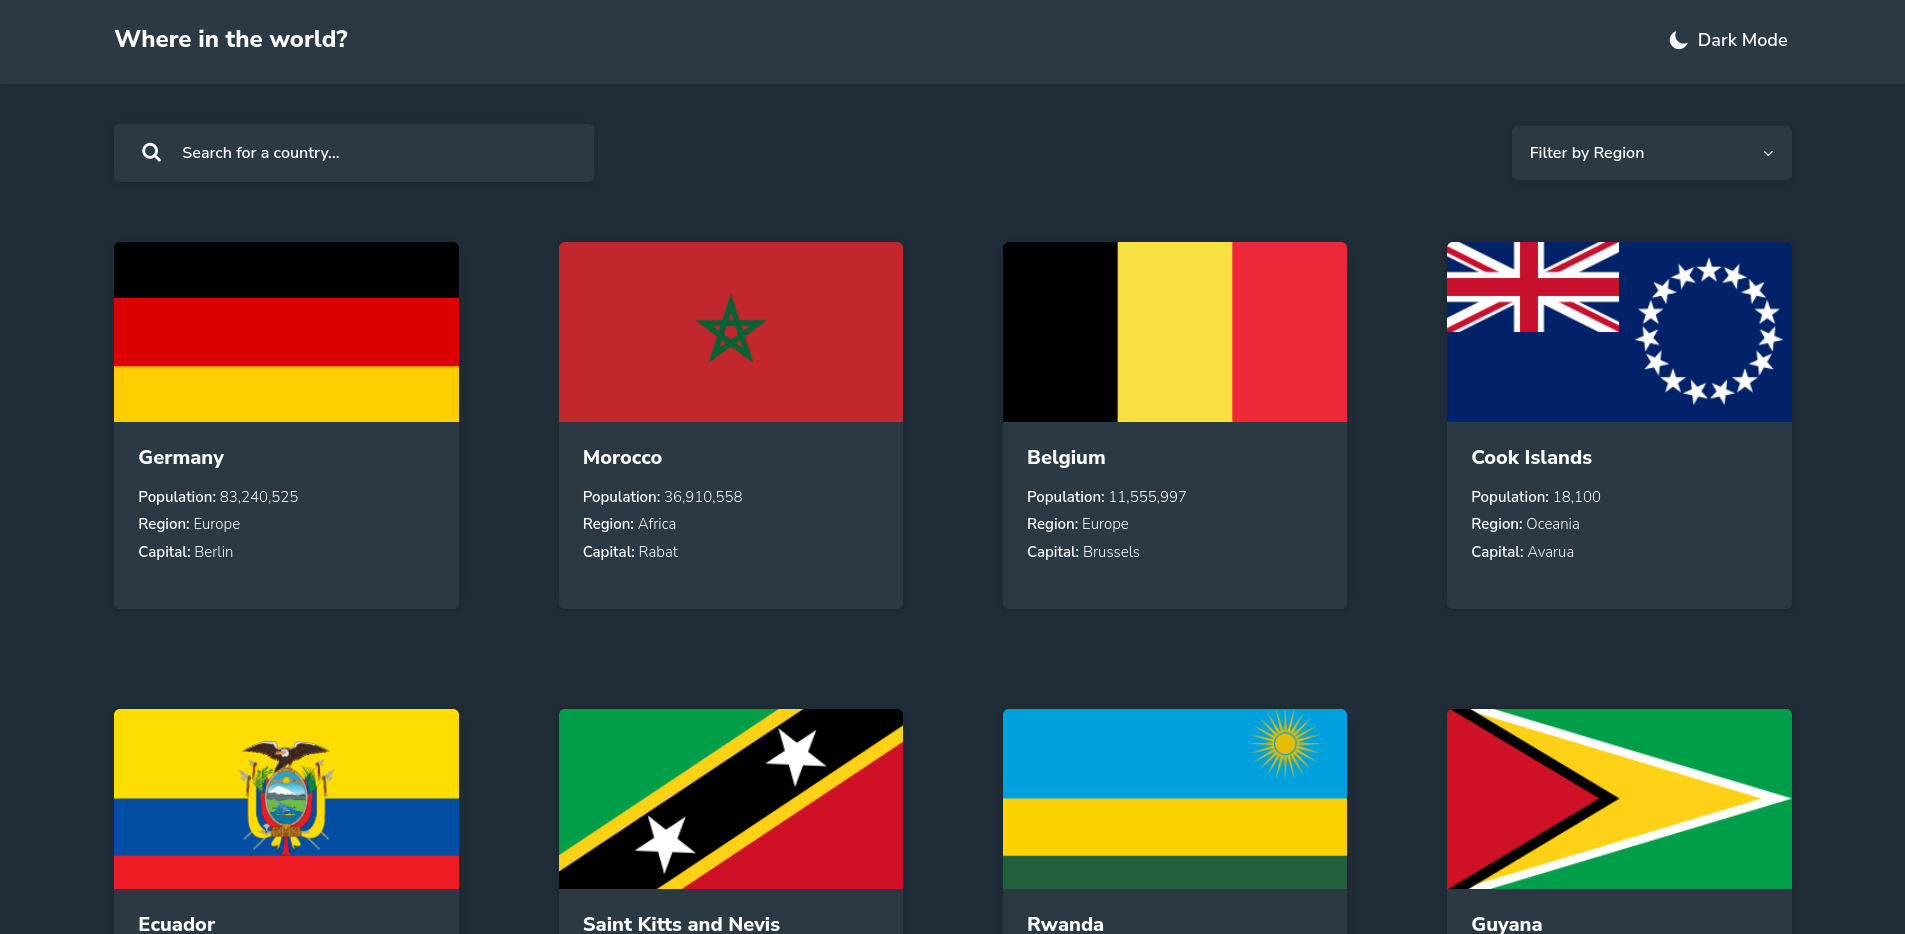 Where in the world?
Dark Mode
Search for a country...
Filter by Region
Germany
Population: 83,240,525
Region: Europe
Capital: Berlin
Morocco
Population: 36,910,558
Region: Africa
Capital: Rabat
Belgium
Population: 11,555,997
Region: Europe
Capital: Brussels
Cook Islands
Population: 18,100
Region: Oceania
Capital: Avarua
Ecuador
Saint Kitts and Nevis
Rwanda
Guyana